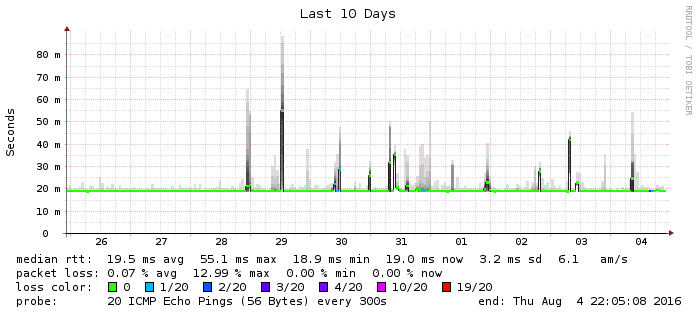 Last 10 Days
RRDTOOL / TOBI OETIKER
Seconds
80 m
70 m
60 m
50 m
40 m
30 m
20 m
10 m
0
26 27 28 29 30 31 01 02 03 04
median rtt: 19.5 ms avg 55.1 ms max 18.9 ms min 19.0 ms now 3.2 ms sd 6.1 am/s
packet loss: 0.07 % avg 12.99 % max 0.00 % min 0.00 % now
loss color: 0 1/20 2/20 3/20 4/20 10/20 19/20
probe: 20 ICMP Echo Pings (56 Bytes) every 300s end: Thu Aug 4 22:05:08 2016